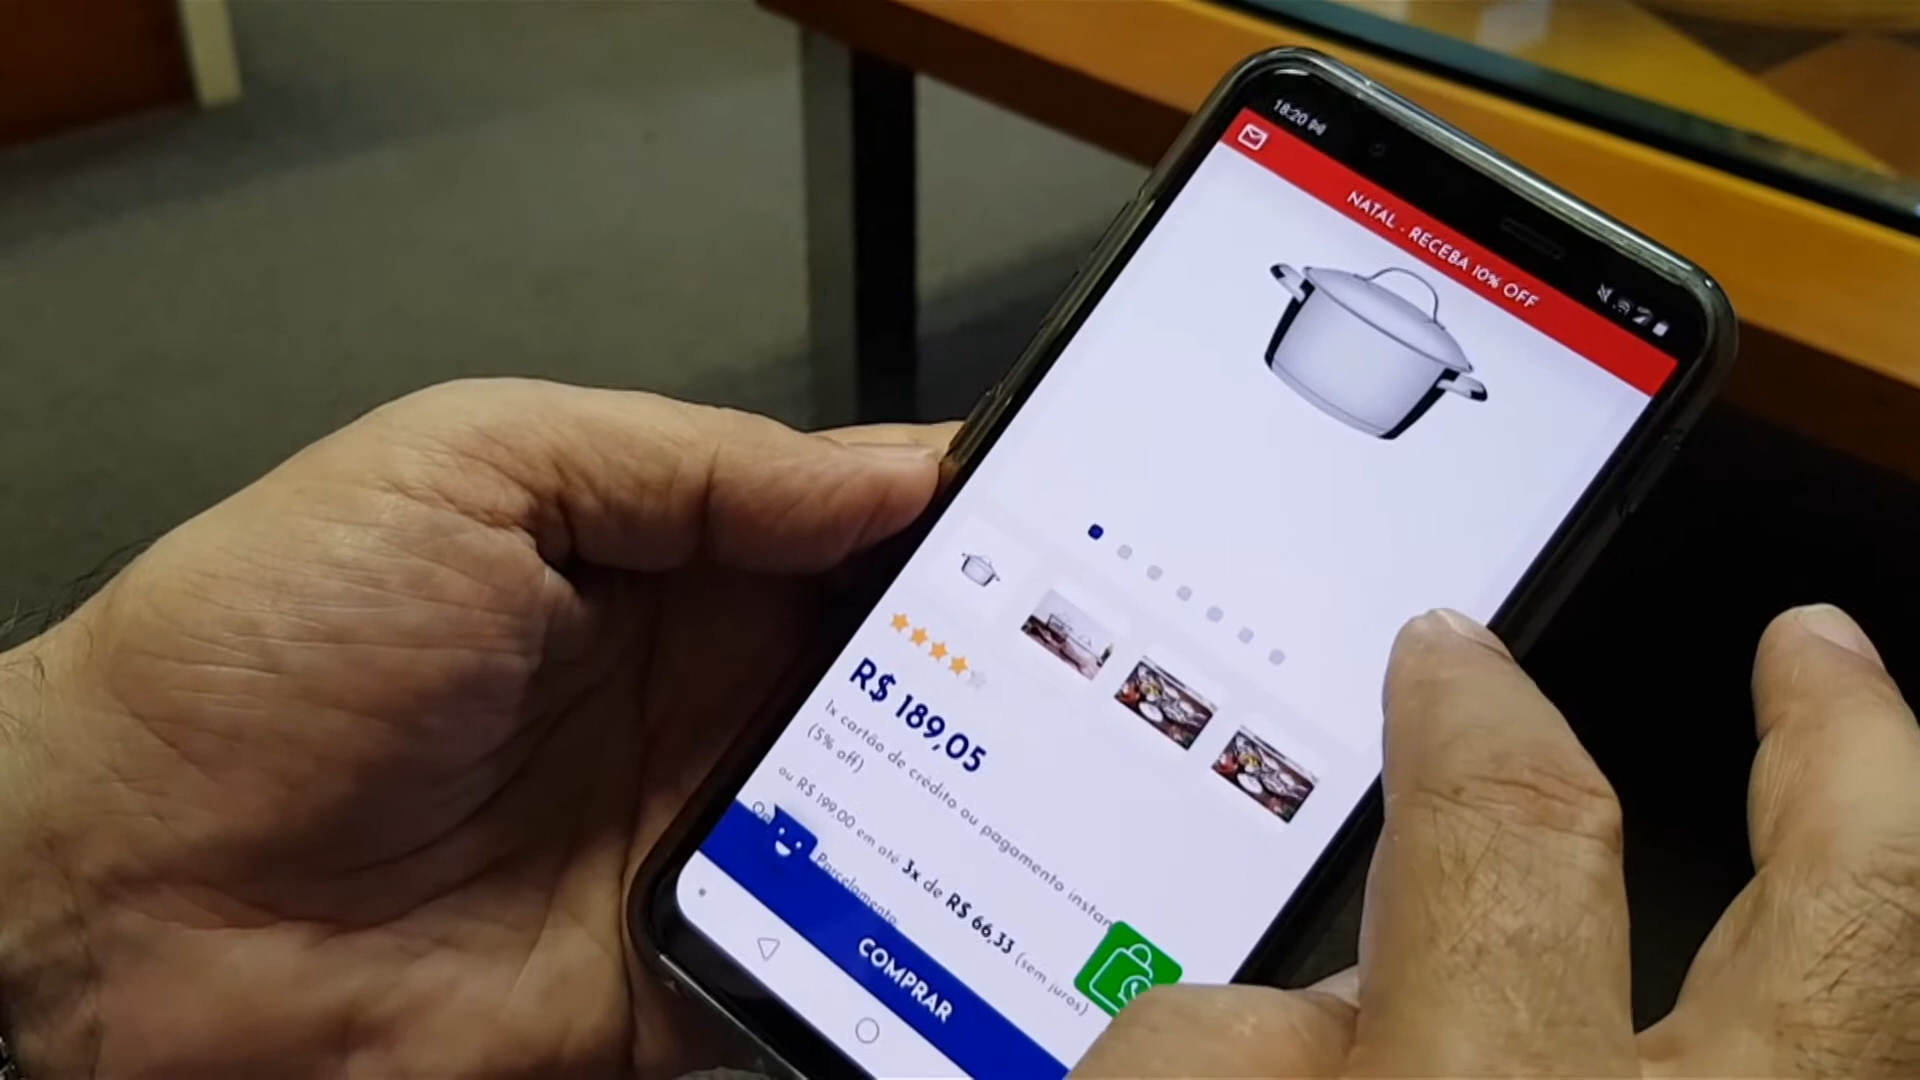 18:20
NATAL - RECEBA 10% OFF
R$ 189,05
1x cartão de crédito ou pagamento instan
(5% off)
ou R$ 199,00 em até 3x de R$ 66,33 (sem juros)
Parcelamento
COMPRAR